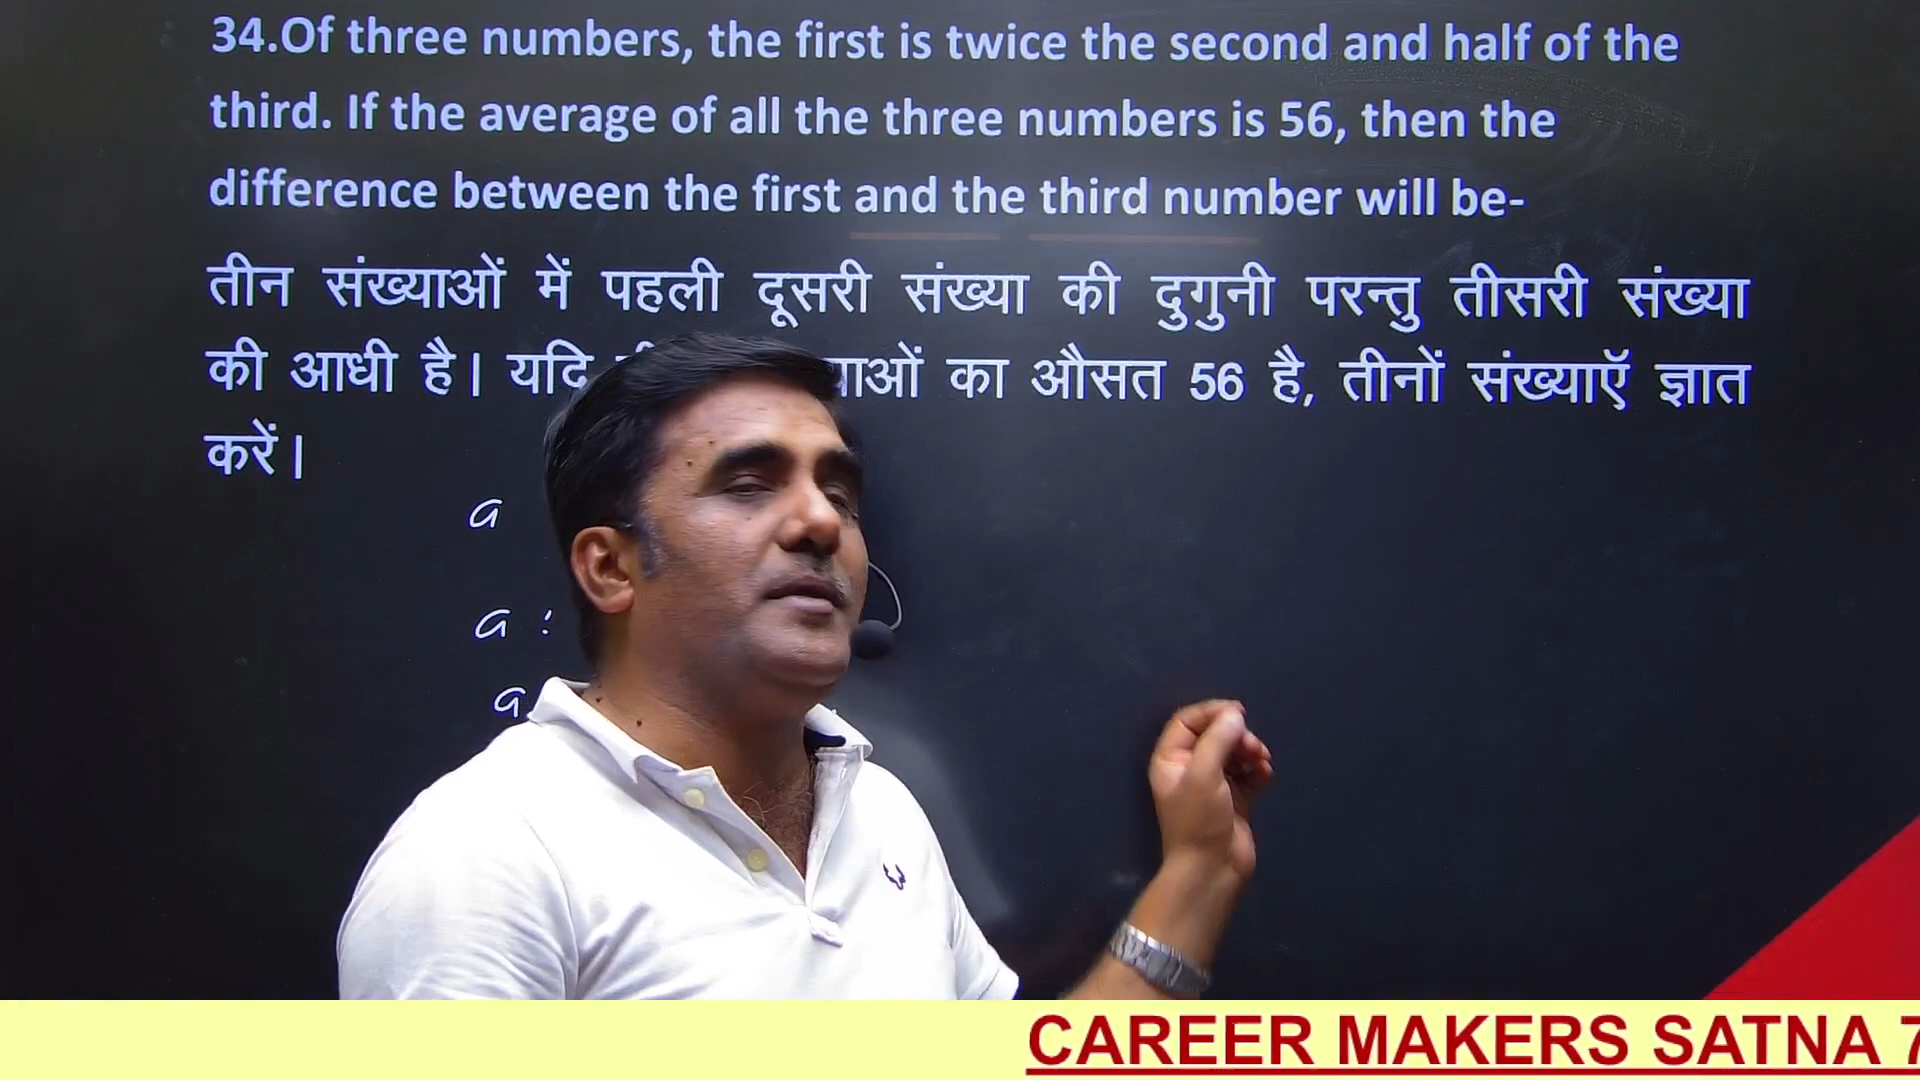 34.Of three numbers, the first is twice the second and half of the
third. If the average of all the three numbers is 56, then the
difference between the first and the third number will be-
तीन संख्याओं में पहली दूसरी संख्या की दुगुनी परन्तु तीसरी संख्या
की आधी है। यदि का औसत 56 है, तीनों संख्याऍ ज्ञात
करें।
a
a :
a
CAREER MAKERS SATNA 7